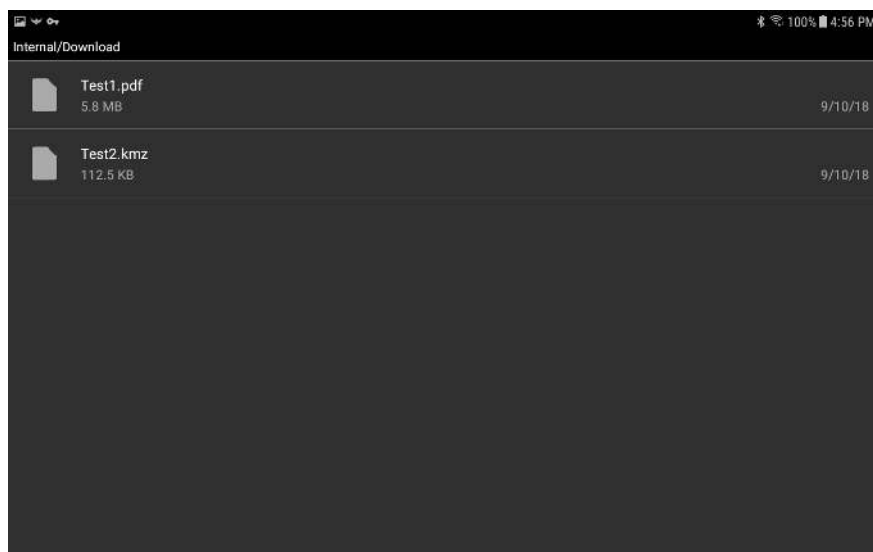 100% 4:56 PM
Internal/Download
Test1.pdf
5.8 MB
9/10/18
Test2.kmz
112.5 KB
9/10/18